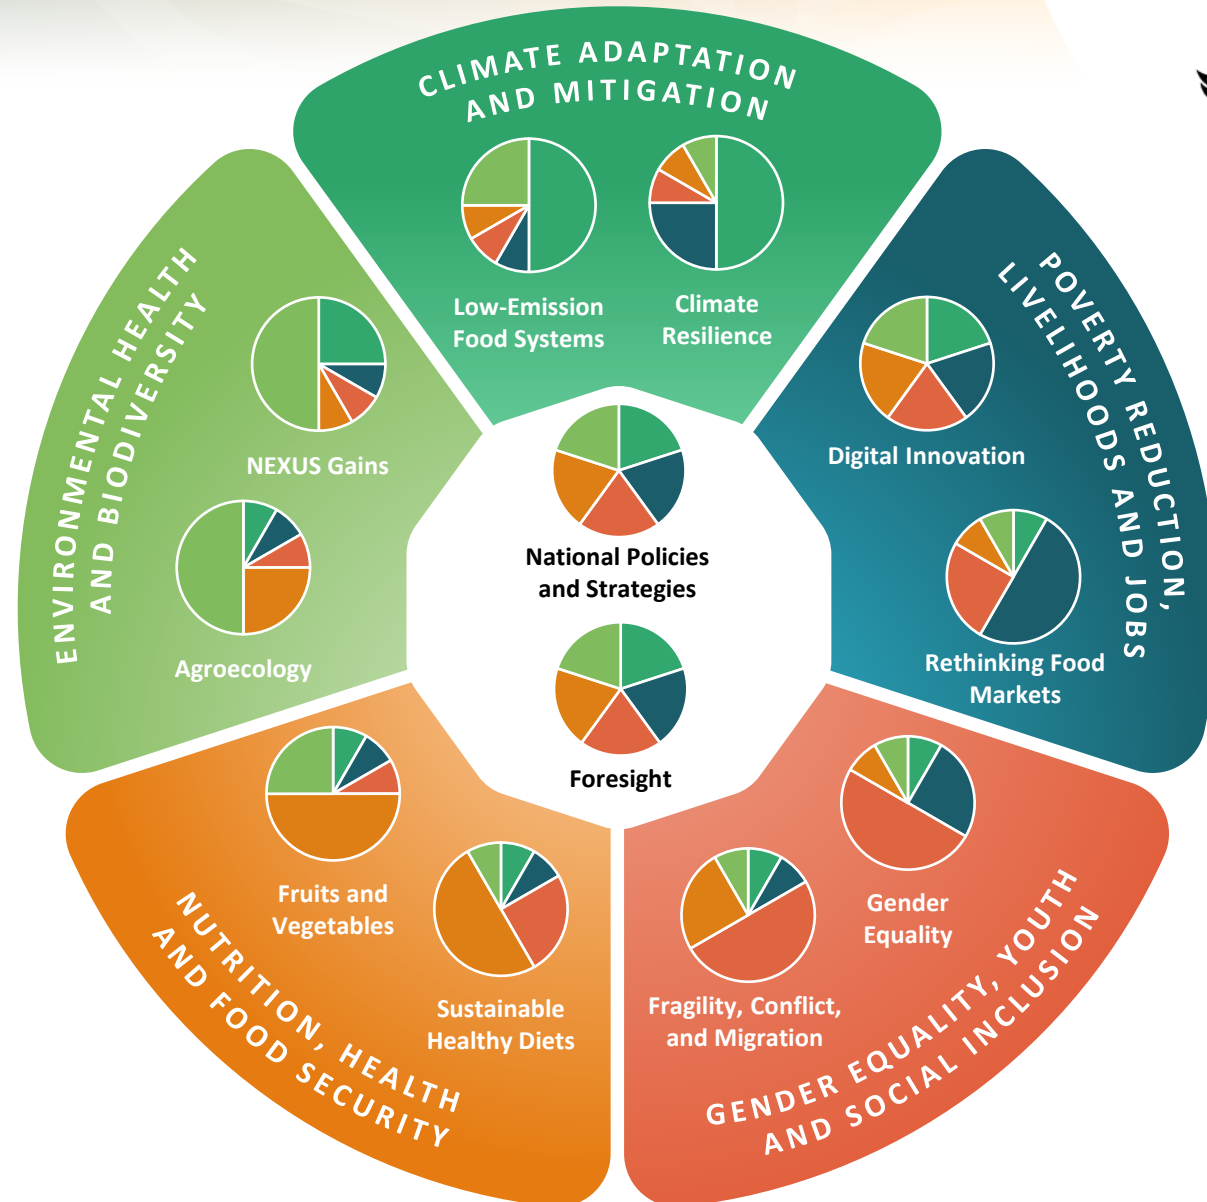 CLIMATE ADAPTATION
AND MITIGATION
Low-Emission
Food Systems
Climate
Resilience
POVERTY REDUCTION,
LIVELIHOODS AND JOBS
Digital Innovation
Rethinking Food
Markets
ENVIRONMENTAL HEALTH
AND BIODIVERSITY
NEXUS Gains
Agroecology
National Policies
and Strategies
Foresight
Fruits and
Vegetables
Sustainable
Healthy Diets
NUTRITION, HEALTH
AND FOOD SECURITY
Gender
Equality
Fragility, Conflict,
and Migration
GENDER EQUALITY, YOUTH
AND SOCIAL INCLUSION